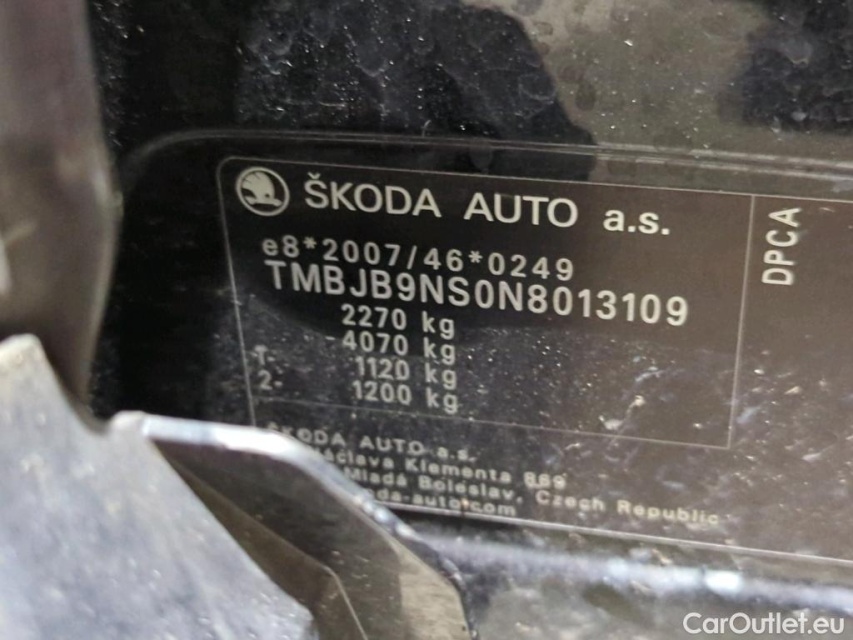 ŠKODA AUTO a.s.
DPCA
e8*2007/46*0249
TMBJB9NS0N8013109
2270 kg
4070 kg
1- 1120 kg
2- 1200 kg
ŠKODA AUTO a.s.
Klementa 869
Mladá Boleslav, Czech Republic
CarOutlet.eu